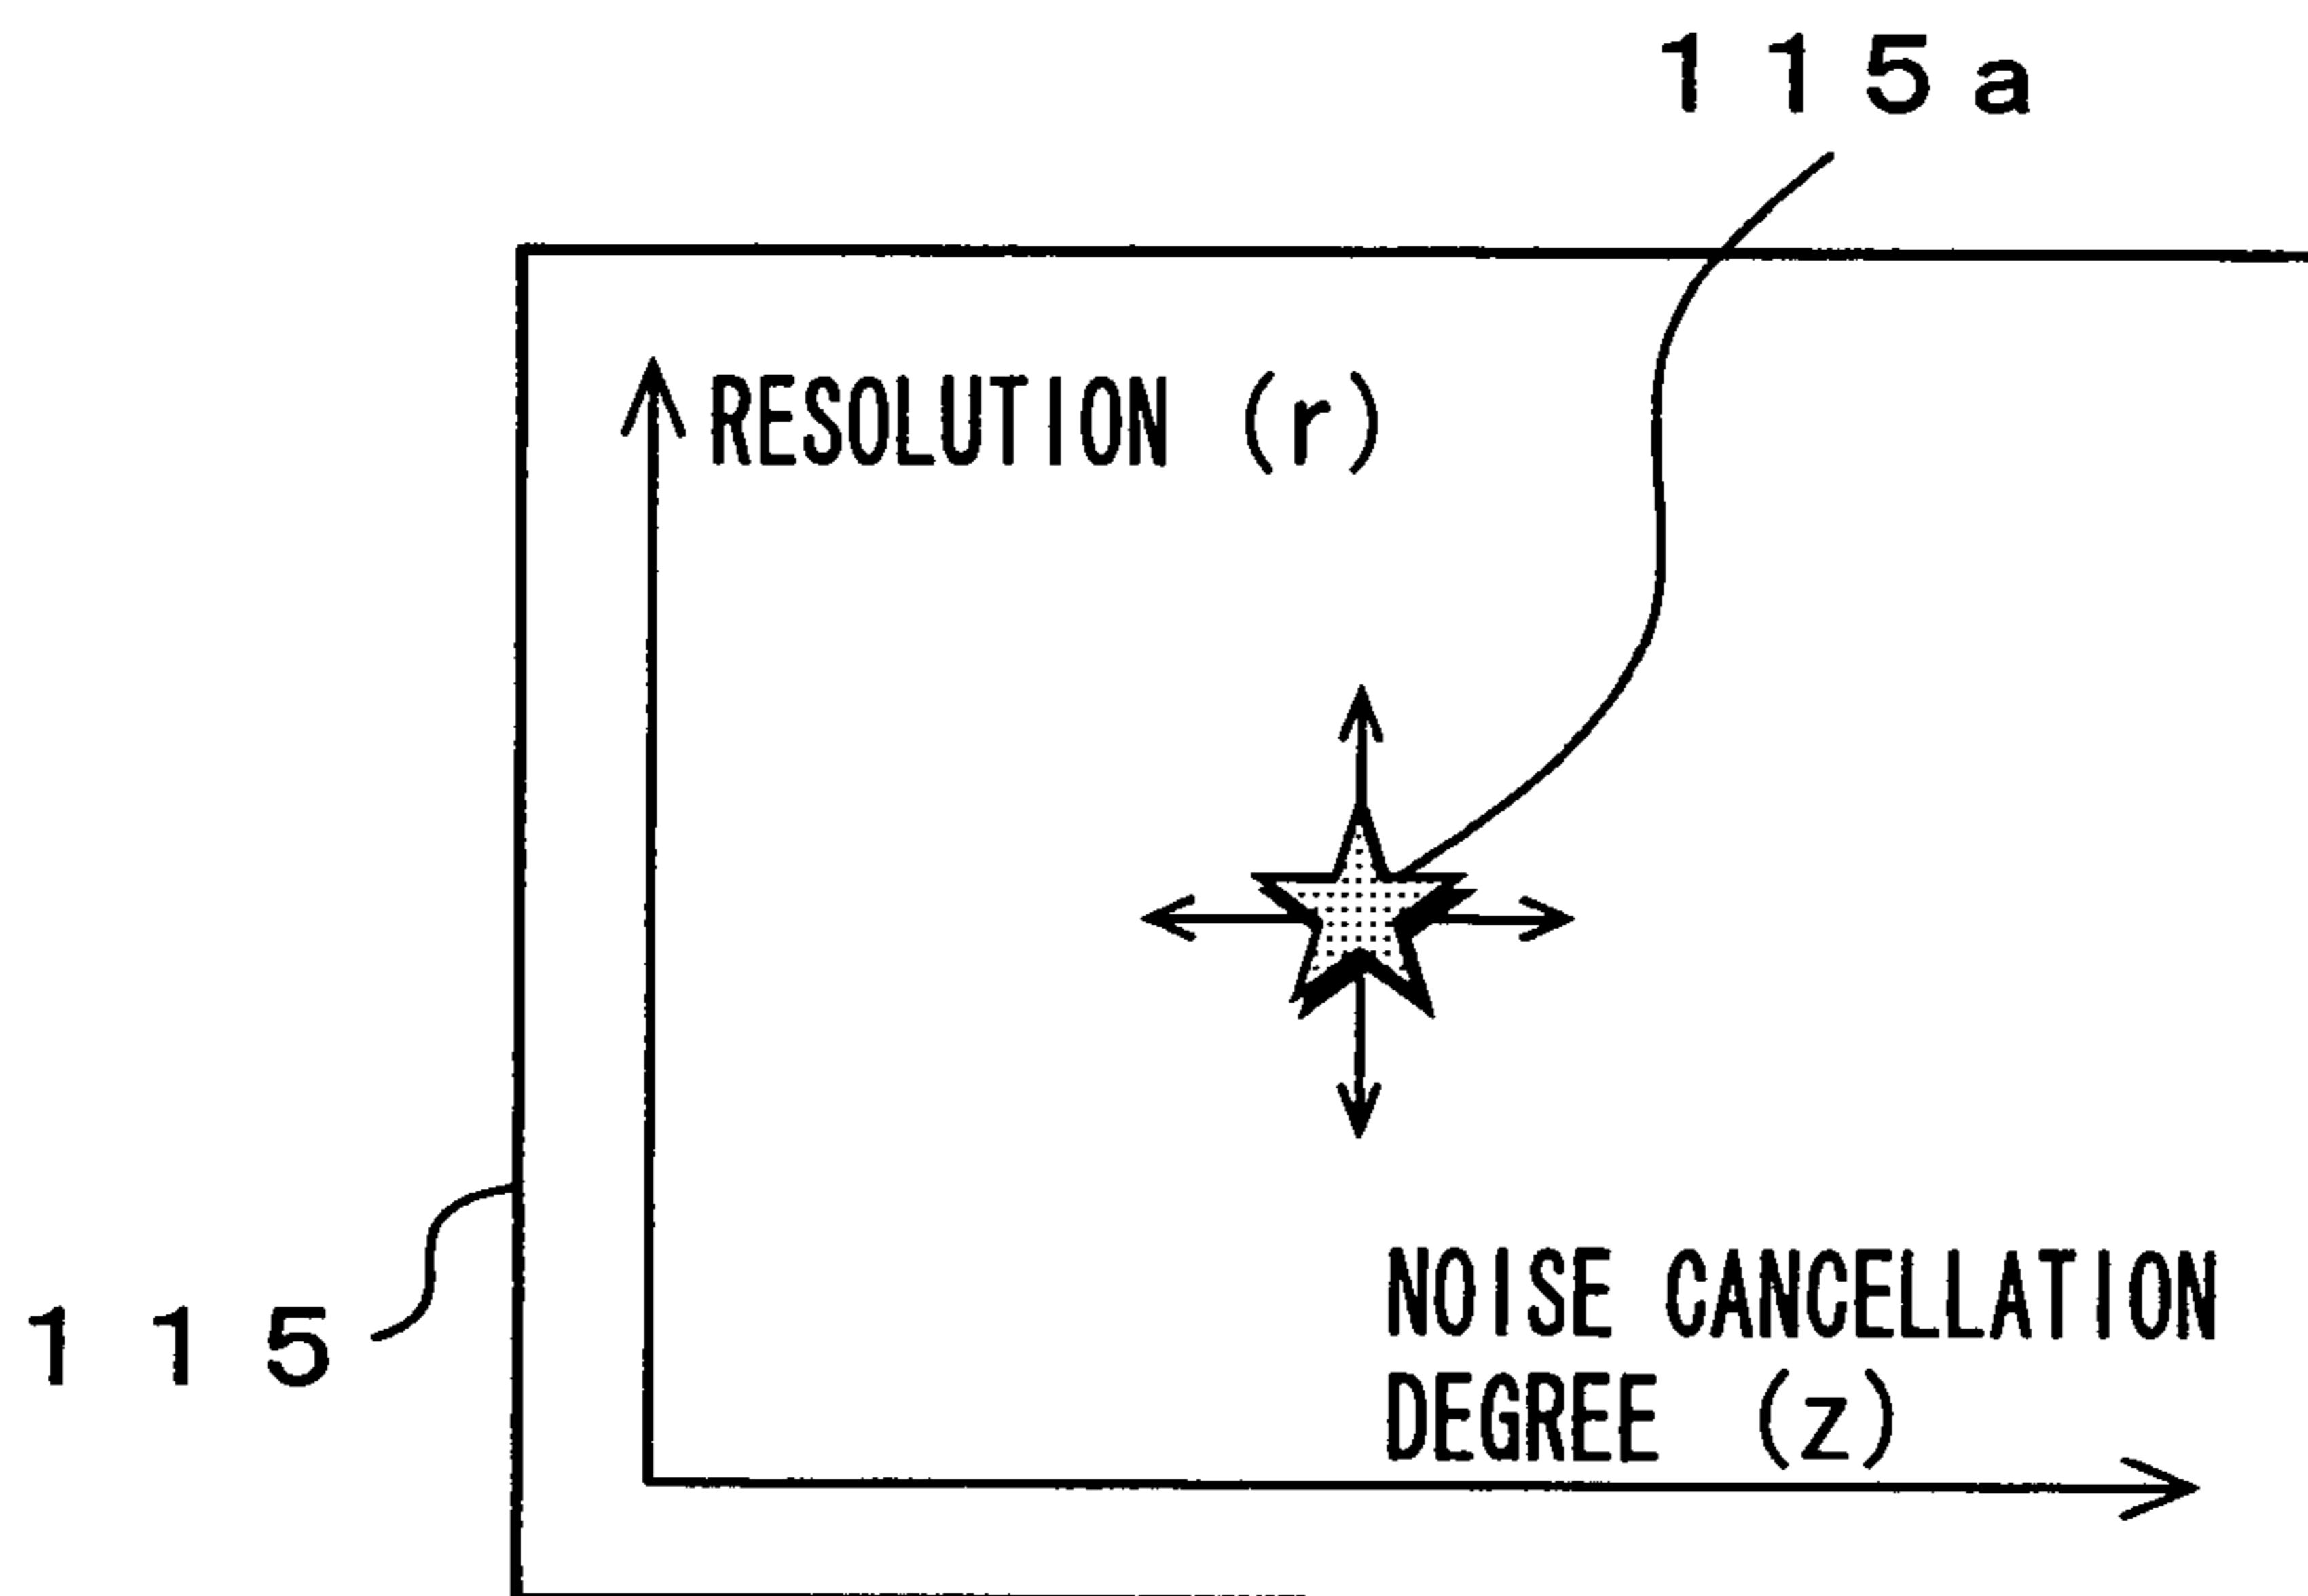 115a
RESOLUTION (r)
NOISE CANCELLATION
DEGREE (z)
115